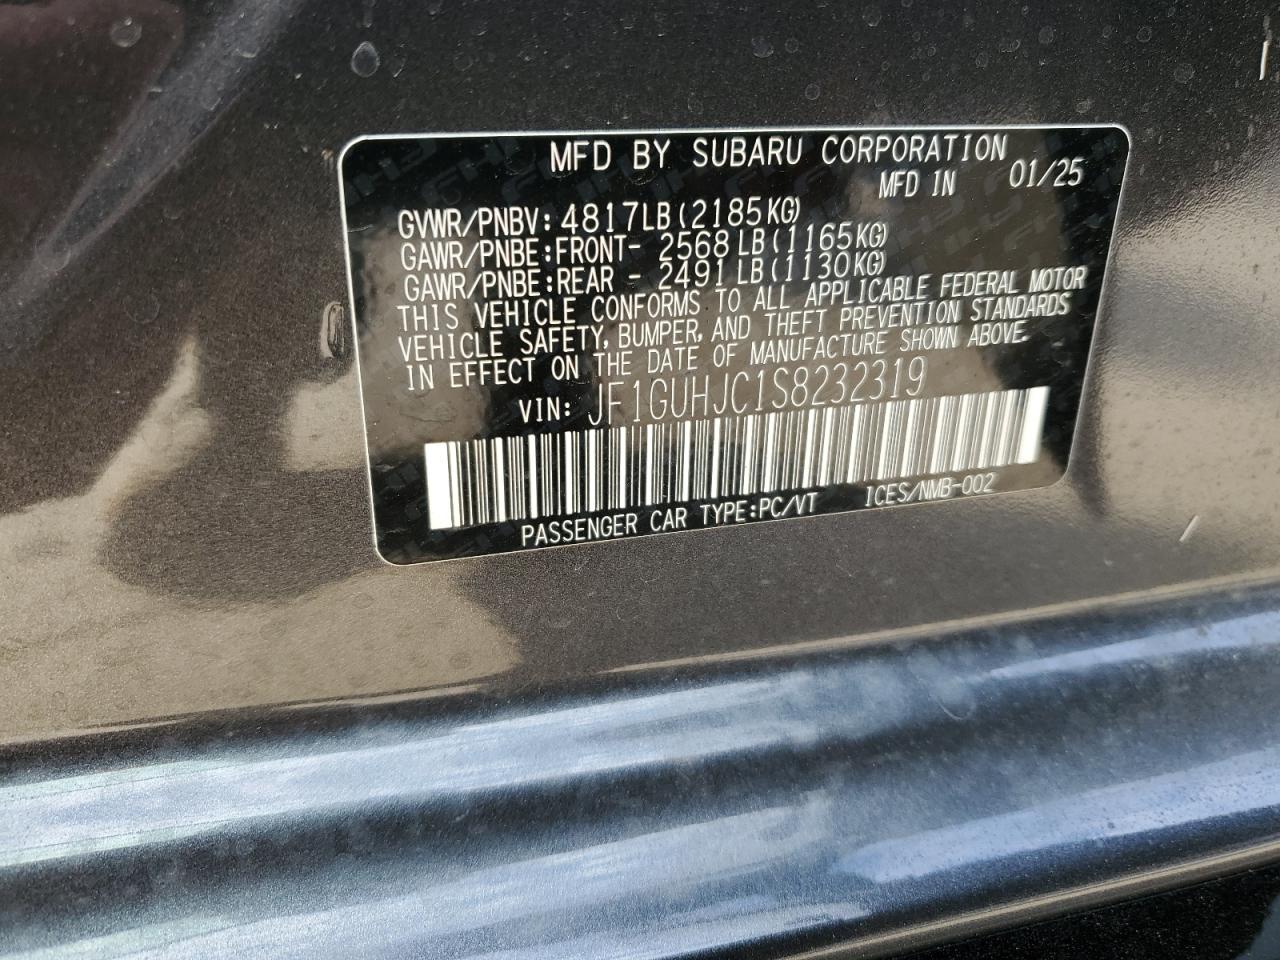 MFD BY SUBARU CORPORATION
MFD IN 01/25
GVWR/PNBV: 4817LB(2185KG)
GAWR/PNBE:FRONT- 2568 LB(1165KG)
GAWR/PNBE:REAR - 2491 LB(1130KG)
THIS VEHICLE CONFORMS TO ALL APPLICABLE FEDERAL MOTOR
VEHICLE SAFETY, BUMPER, AND THEFT PREVENTION STANDARDS
IN EFFECT ON THE DATE OF MANUFACTURE SHOWN ABOVE.
VIN: JF1GUHJC1S8232319
PASSENGER CAR TYPE:PC/VT ICES/NMB-002